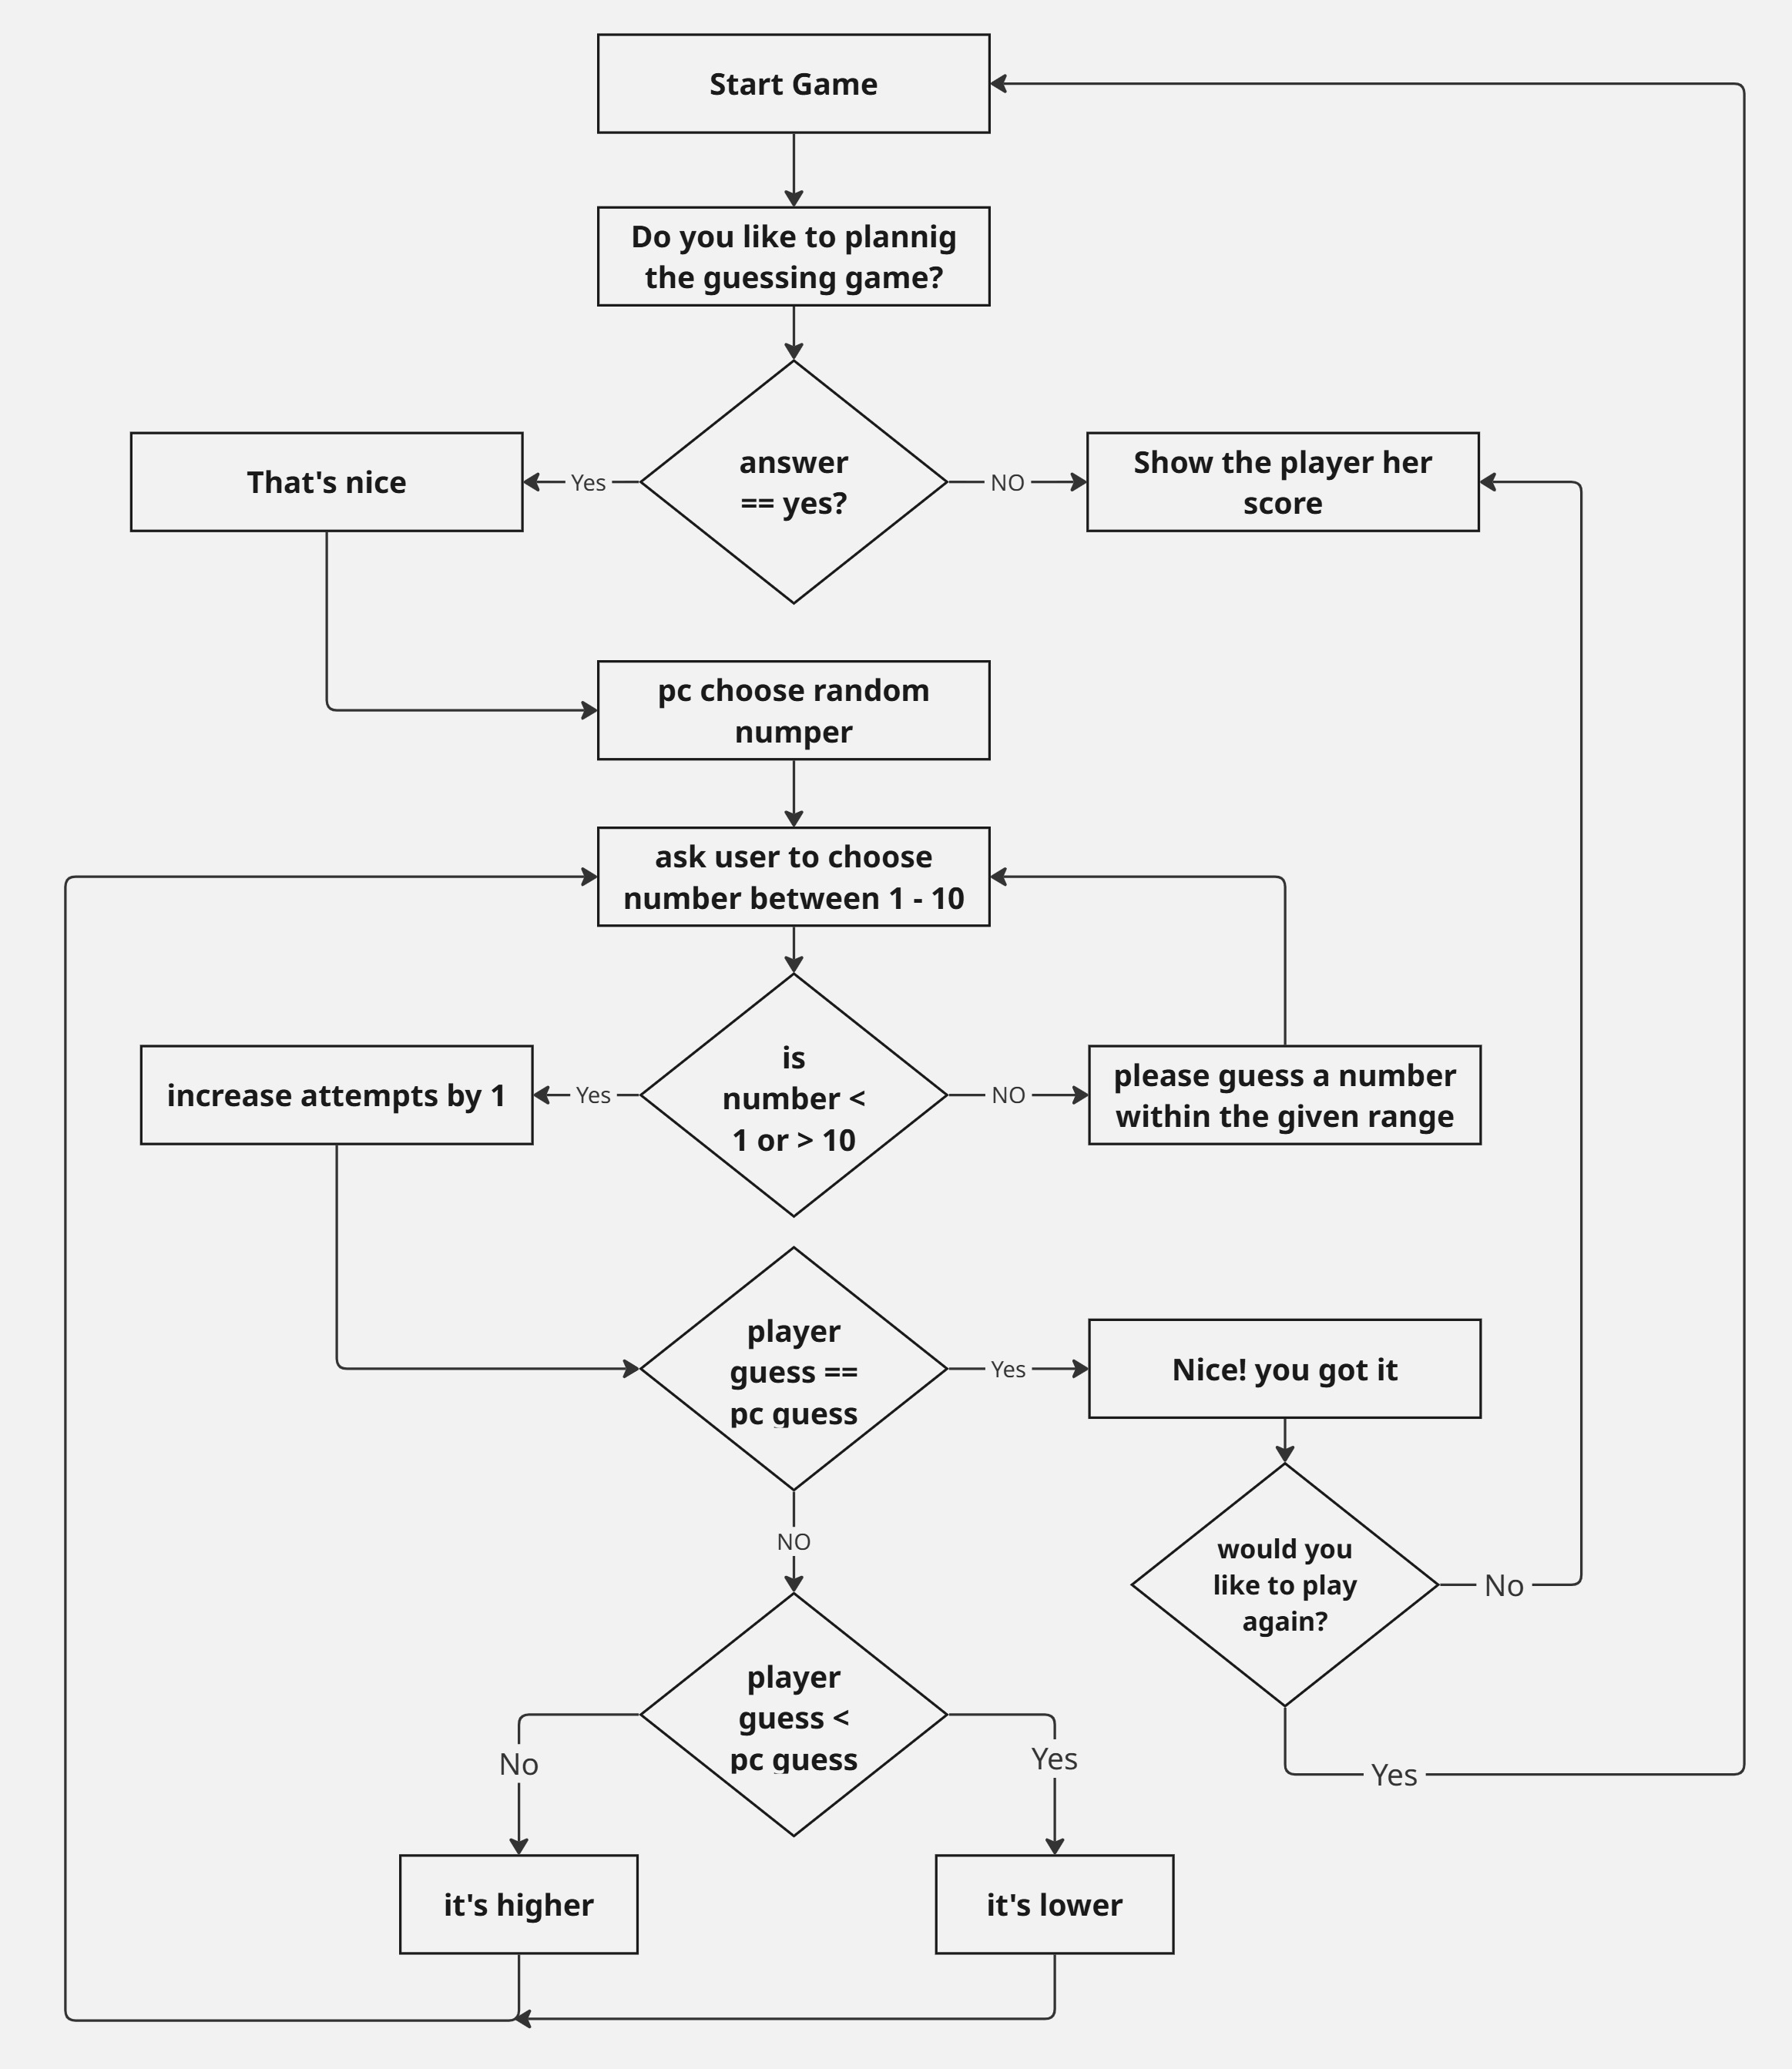 Start Game
Do you like to plannig
the guessing game?
answer
== yes?
Yes
NO
That's nice
Show the player her
score
pc choose random
numper
ask user to choose
number between 1 - 10
is
number <
1 or > 10
Yes
NO
increase attempts by 1
please guess a number
within the given range
player
guess ==
pc guess
Yes
Nice! you got it
NO
would you
like to play
again?
No
Yes
player
guess <
pc guess
No
Yes
it's higher
it's lower